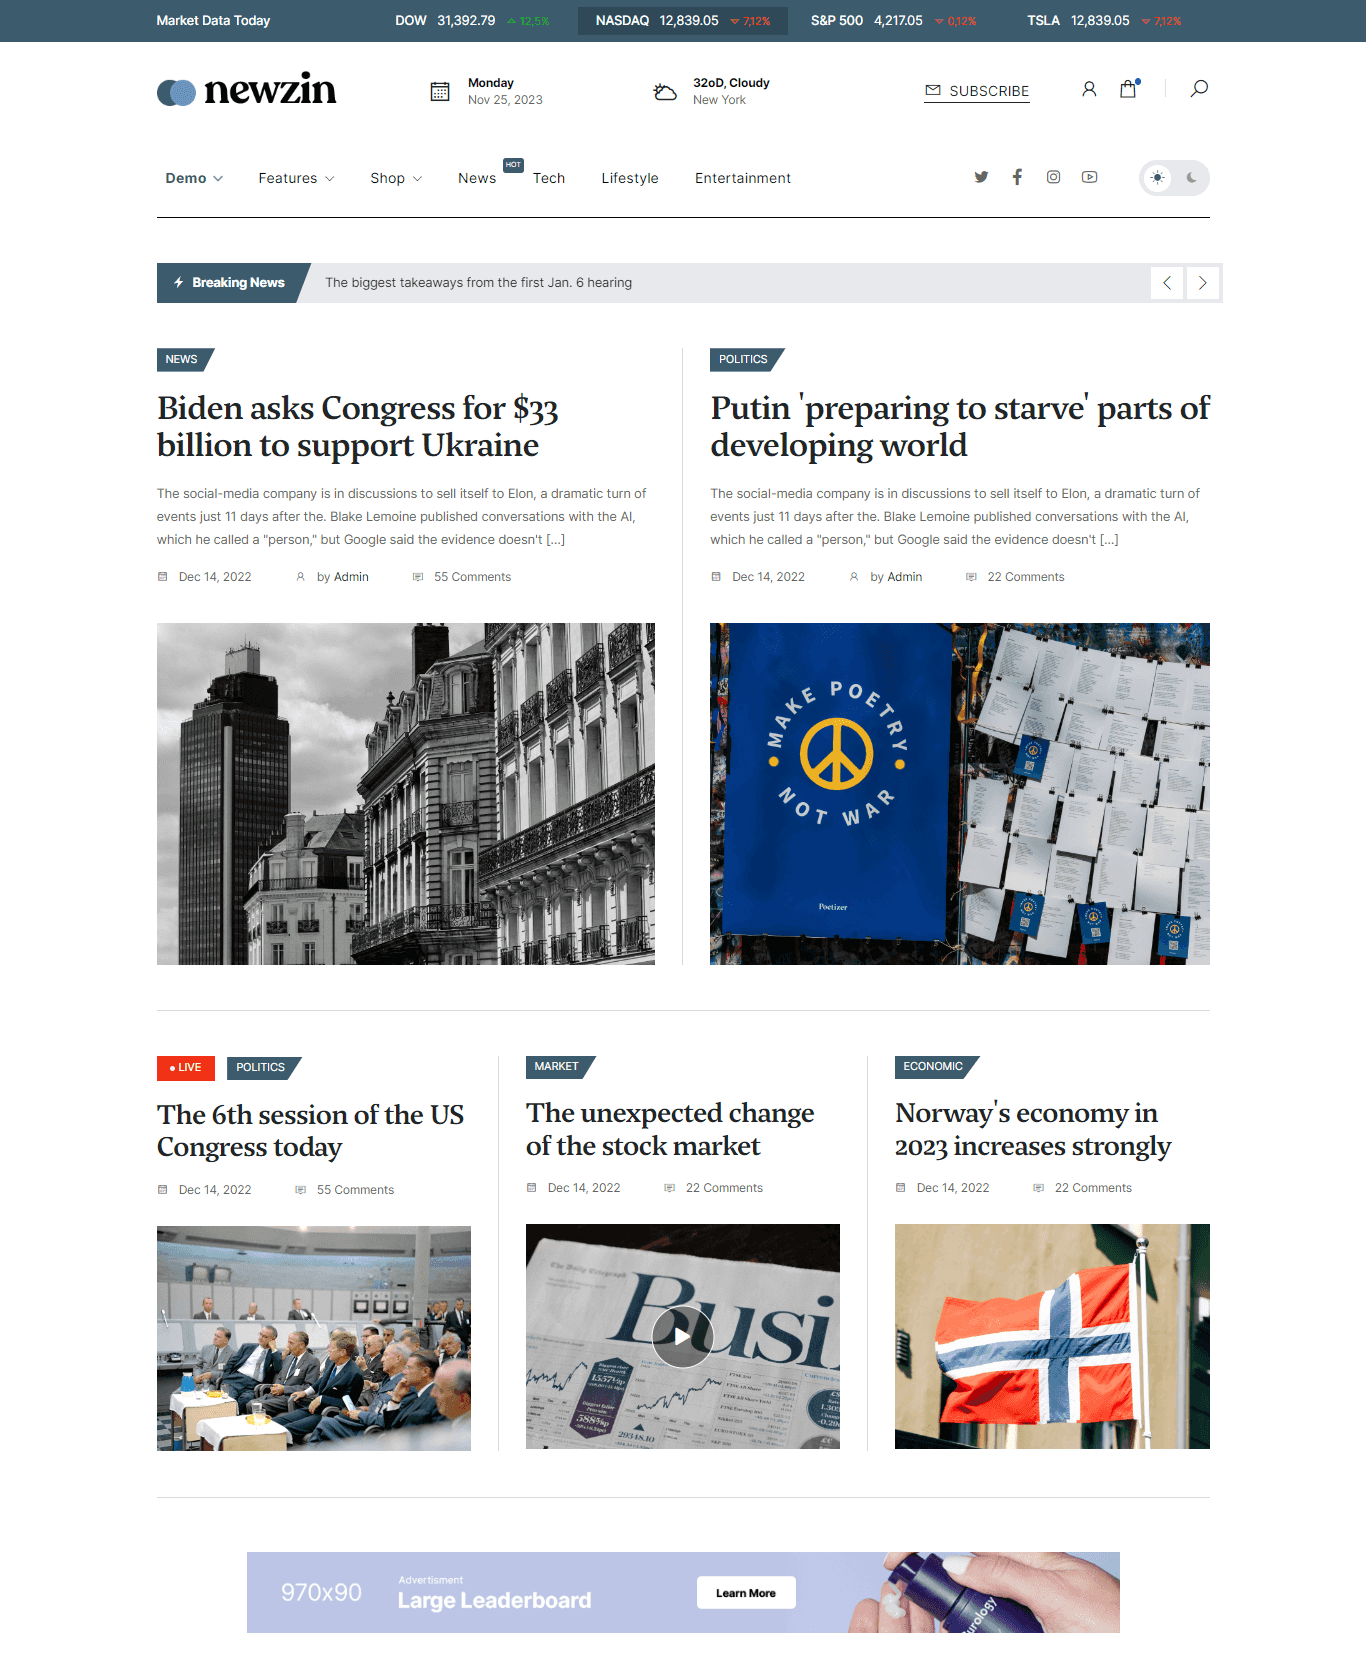 Market Data Today DOW 31,392.79 12,5% NASDAQ 12,839.05 7,12% S&P 500 4,217.05 0,12% TSLA 12,839.05 7,12%
newzin
Monday
Nov 25, 2023
32oD, Cloudy
New York
SUBSCRIBE
HOT
Demo Features Shop News Tech Lifestyle Entertainment
Breaking News The biggest takeaways from the first Jan. 6 hearing
NEWS
Biden asks Congress for $33
billion to support Ukraine
The social-media company is in discussions to sell itself to Elon, a dramatic turn of
events just 11 days after the. Blake Lemoine published conversations with the AI,
which he called a "person," but Google said the evidence doesn't [...]
Dec 14, 2022 by Admin 55 Comments
POLITICS
Putin 'preparing to starve' parts of
developing world
The social-media company is in discussions to sell itself to Elon, a dramatic turn of
events just 11 days after the. Blake Lemoine published conversations with the AI,
which he called a "person," but Google said the evidence doesn't [...]
Dec 14, 2022 by Admin 22 Comments
MAKE POETRY
NOT WAR
Poetizer
LIVE POLITICS
The 6th session of the US
Congress today
Dec 14, 2022 55 Comments
MARKET
The unexpected change
of the stock market
Dec 14, 2022 22 Comments
The Daily Telegraph
Busi
ECONOMIC
Norway's economy in
2023 increases strongly
Dec 14, 2022 22 Comments
970x90
Advertisment
Large Leaderboard
Learn More
urology